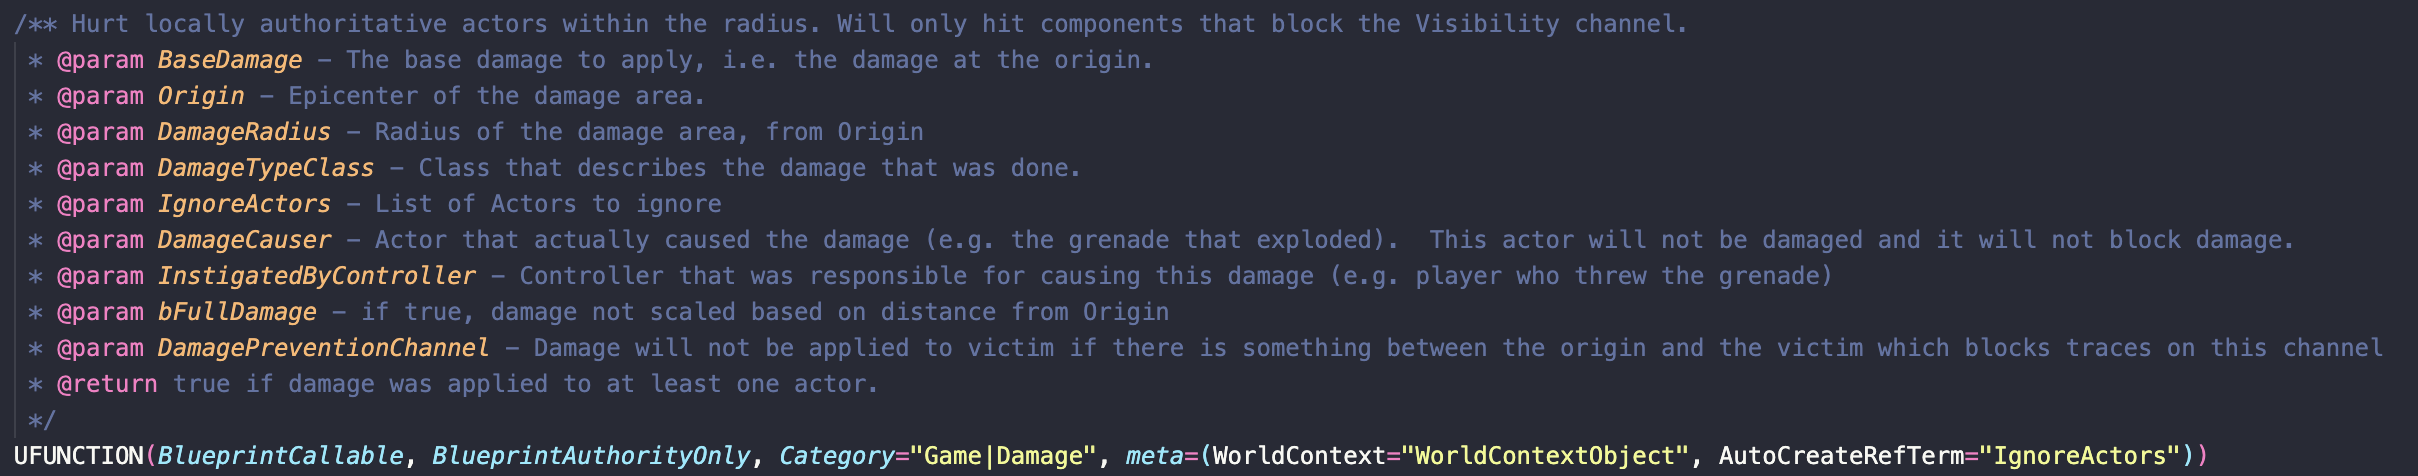 /** Hurt locally authoritative actors within the radius. Will only hit components that block the Visibility channel.
* @param BaseDamage - The base damage to apply, i.e. the damage at the origin.
* @param Origin - Epicenter of the damage area.
* @param DamageRadius - Radius of the damage area, from Origin
* @param DamageTypeClass - Class that describes the damage that was done.
* @param IgnoreActors - List of Actors to ignore
* @param DamageCauser - Actor that actually caused the damage (e.g. the grenade that exploded).  This actor will not be damaged and it will not block damage.
* @param InstigatedByController - Controller that was responsible for causing this damage (e.g. player who threw the grenade)
* @param bFullDamage - if true, damage not scaled based on distance from Origin
* @param DamagePreventionChannel - Damage will not be applied to victim if there is something between the origin and the victim which blocks traces on this channel
* @return true if damage was applied to at least one actor.
*/
UFUNCTION(BlueprintCallable, BlueprintAuthorityOnly, Category="Game|Damage", meta=(WorldContext="WorldContextObject", AutoCreateRefTerm="IgnoreActors"))